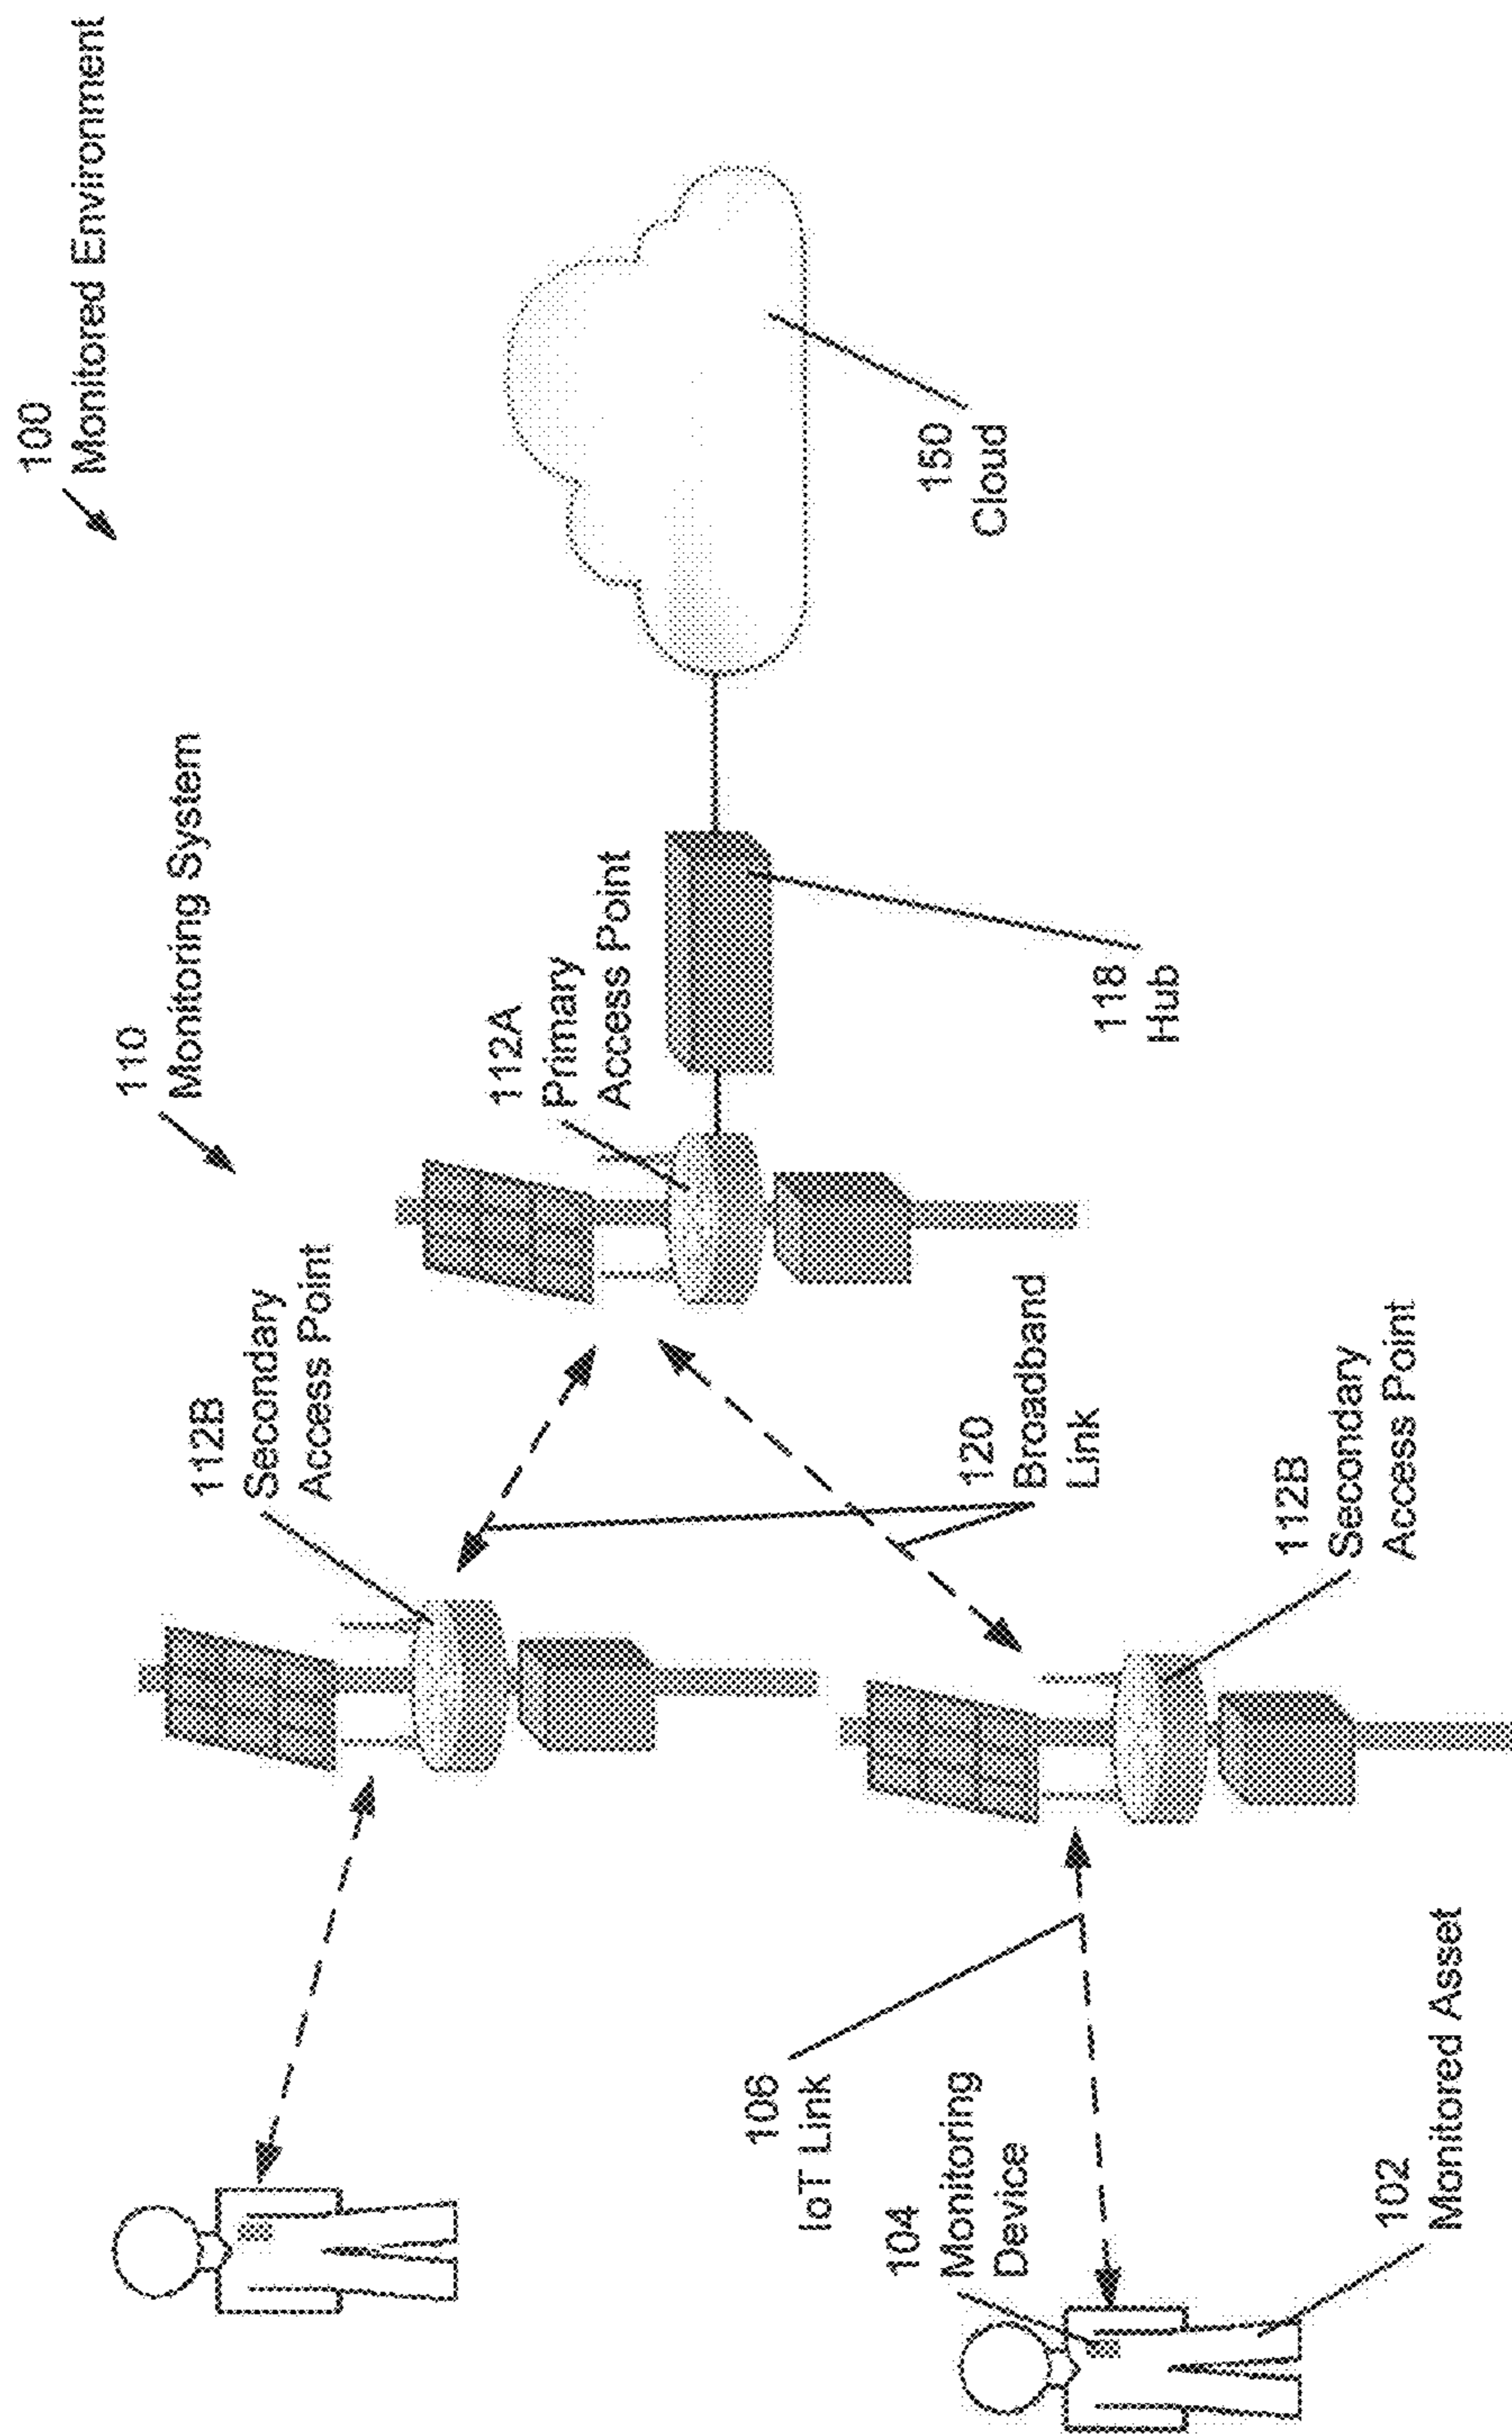 100
Monitored Environment
110
Monitoring System
112B
Secondary
Access Point
112A
Primary
Access Point
120
Broadband
Link
118
Hub
150
Cloud
106
IoT Link
104
Monitoring
Device
102
Monitored Asset
112B
Secondary
Access Point